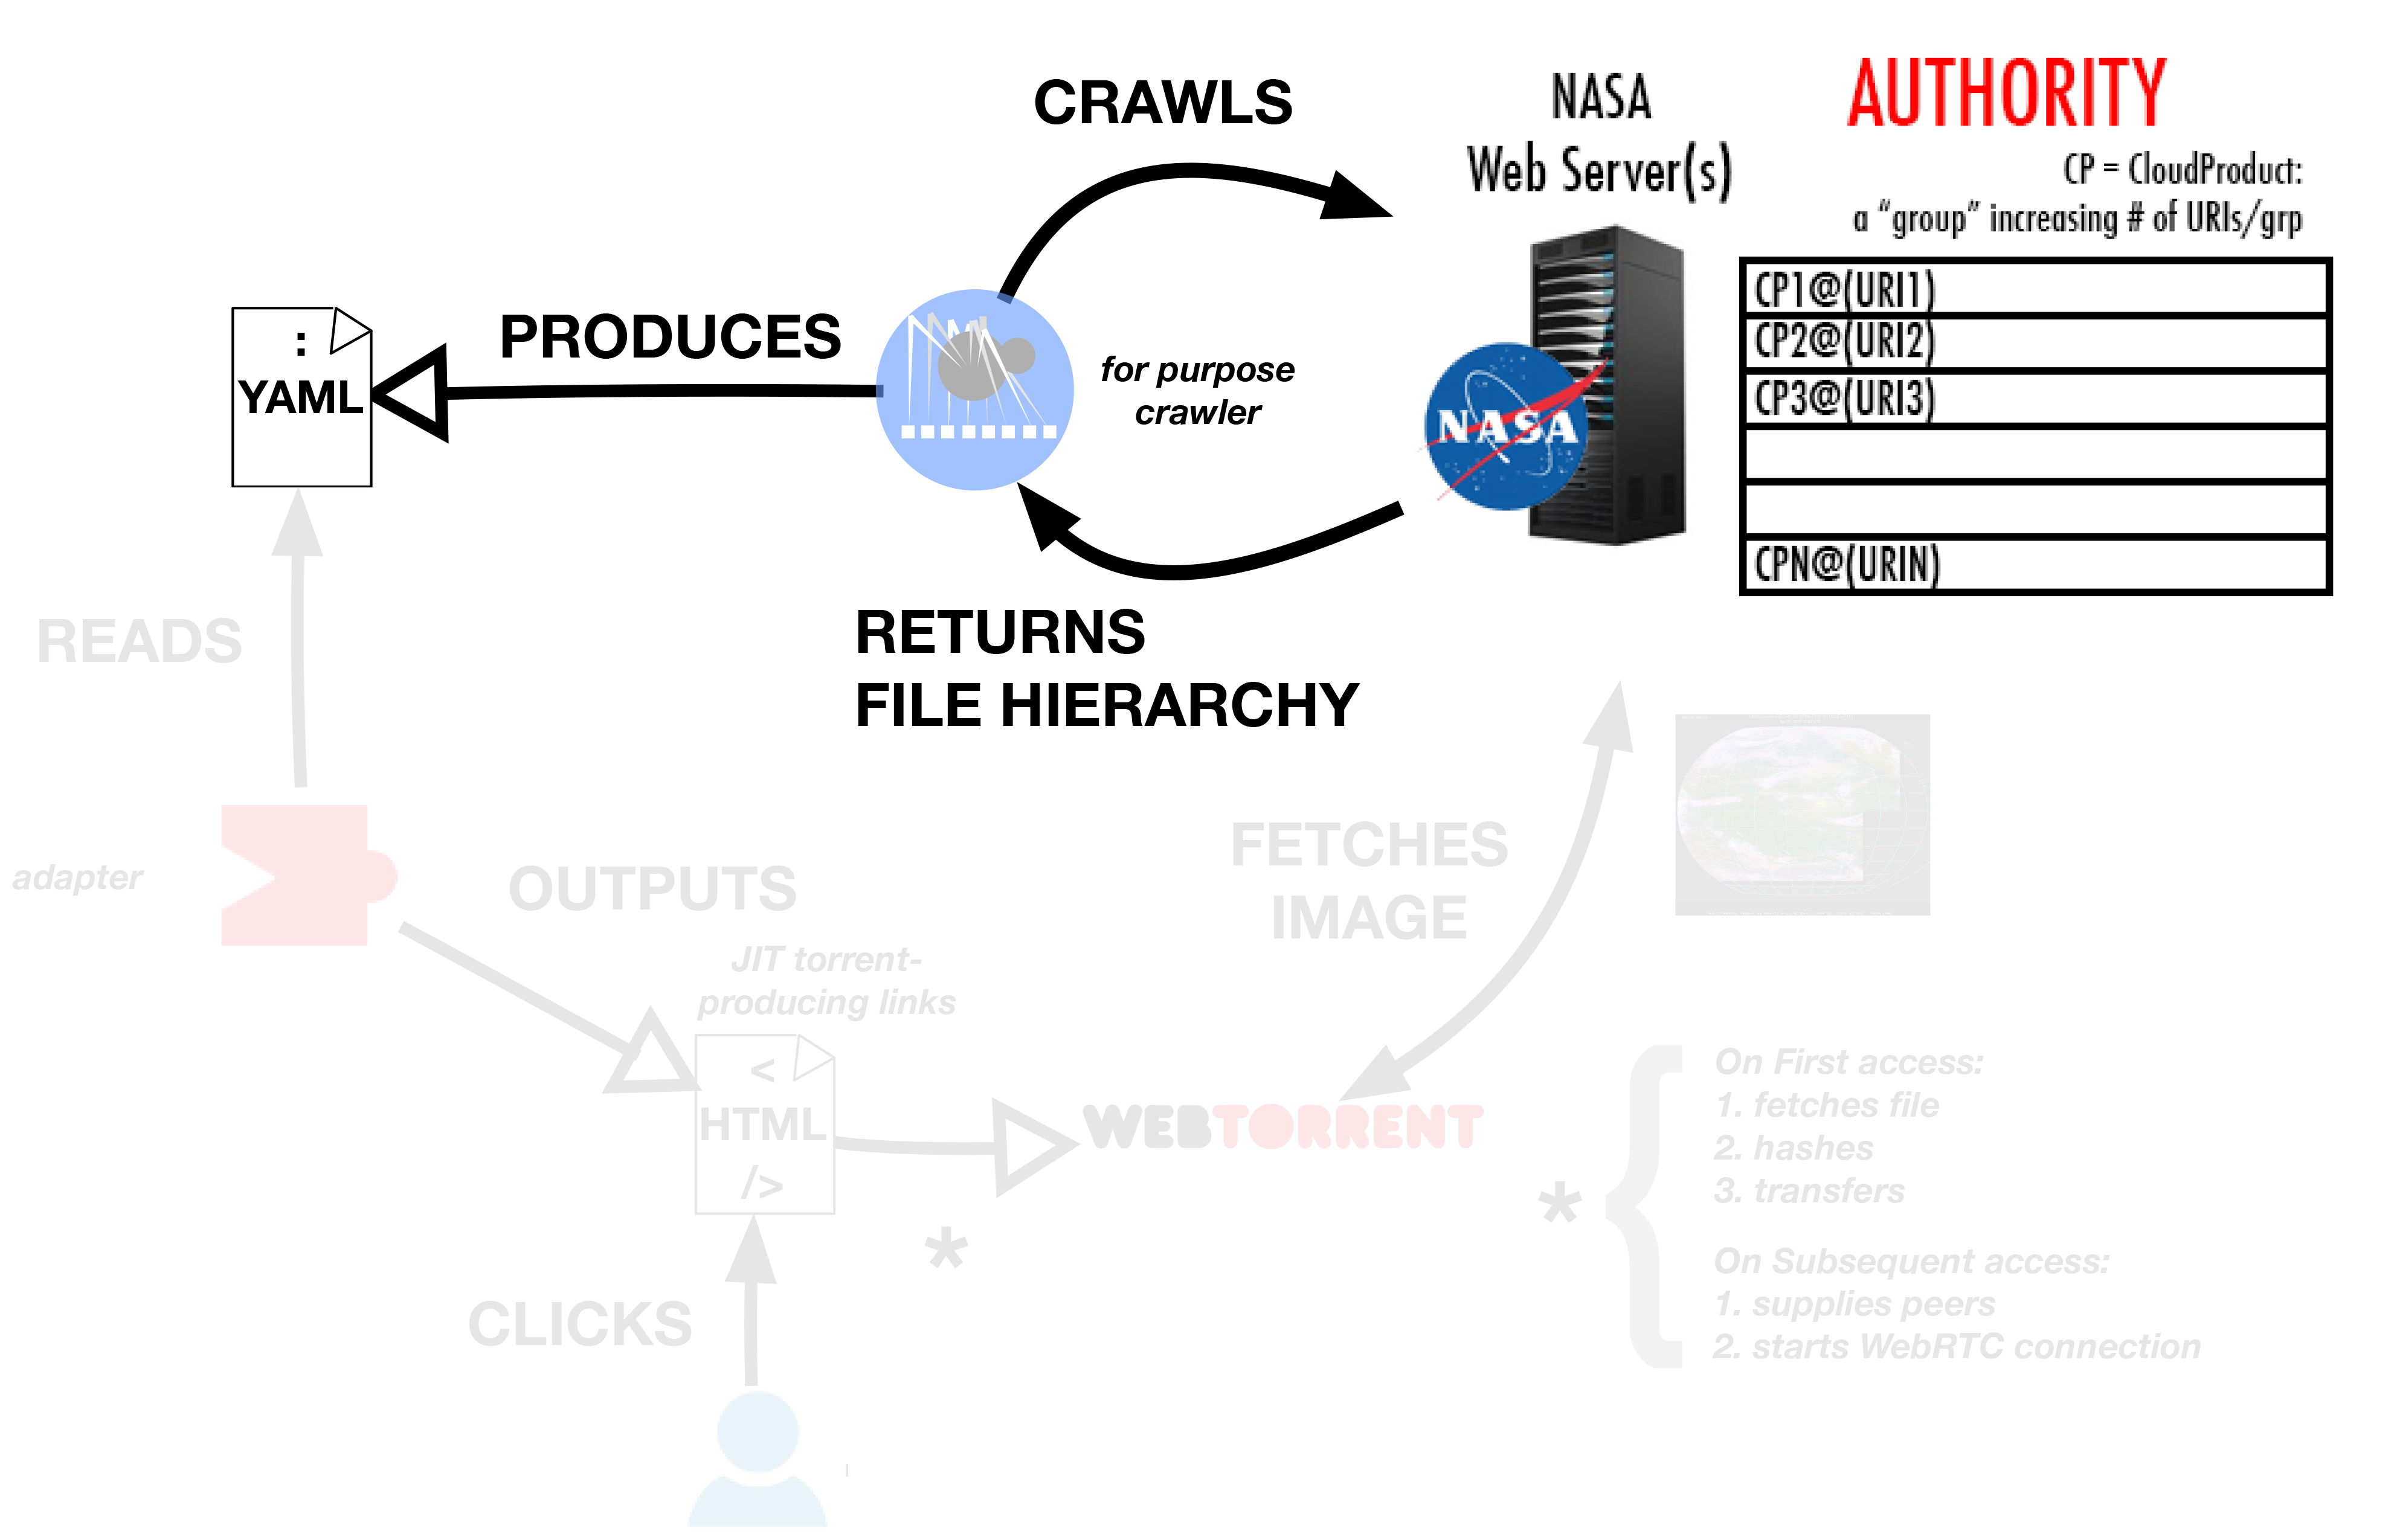 CRAWLS
NASA
Web Server(s)
AUTHORITY
CP = CloudProduct:
a “group” increasing # of URIs/grp
CP1@(URI1)
CP2@(URI2)
CP3@(URI3)
CPN@(URIN)
NASA
for purpose
crawler
PRODUCES
:
YAML
RETURNS
FILE HIERARCHY
READS
adapter
OUTPUTS
JIT torrent-
producing links
<
HTML
/>
CLICKS
*
FETCHES
IMAGE
WEBTORRENT
*
{
On First access:
1. fetches file
2. hashes
3. transfers
On Subsequent access:
1. supplies peers
2. starts WebRTC connection